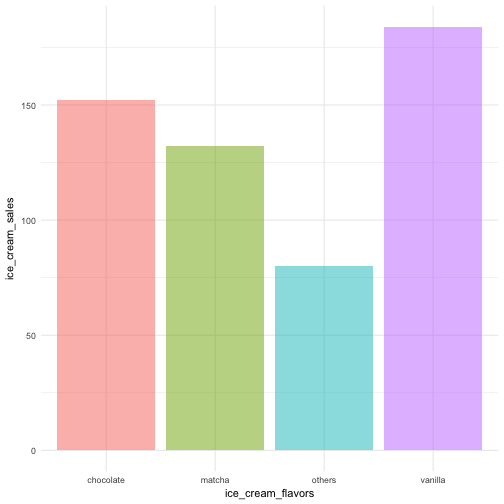 ice_cream_sales
150
100
50
0
chocolate matcha others vanilla
ice_cream_flavors